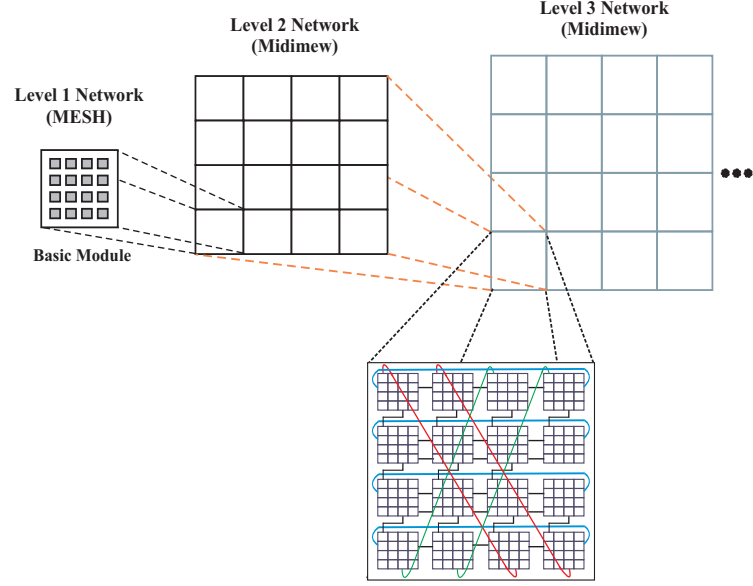 Level 3 Network
(Midimew)
Level 2 Network
(Midimew)
Level 1 Network
(MESH)
Basic Module